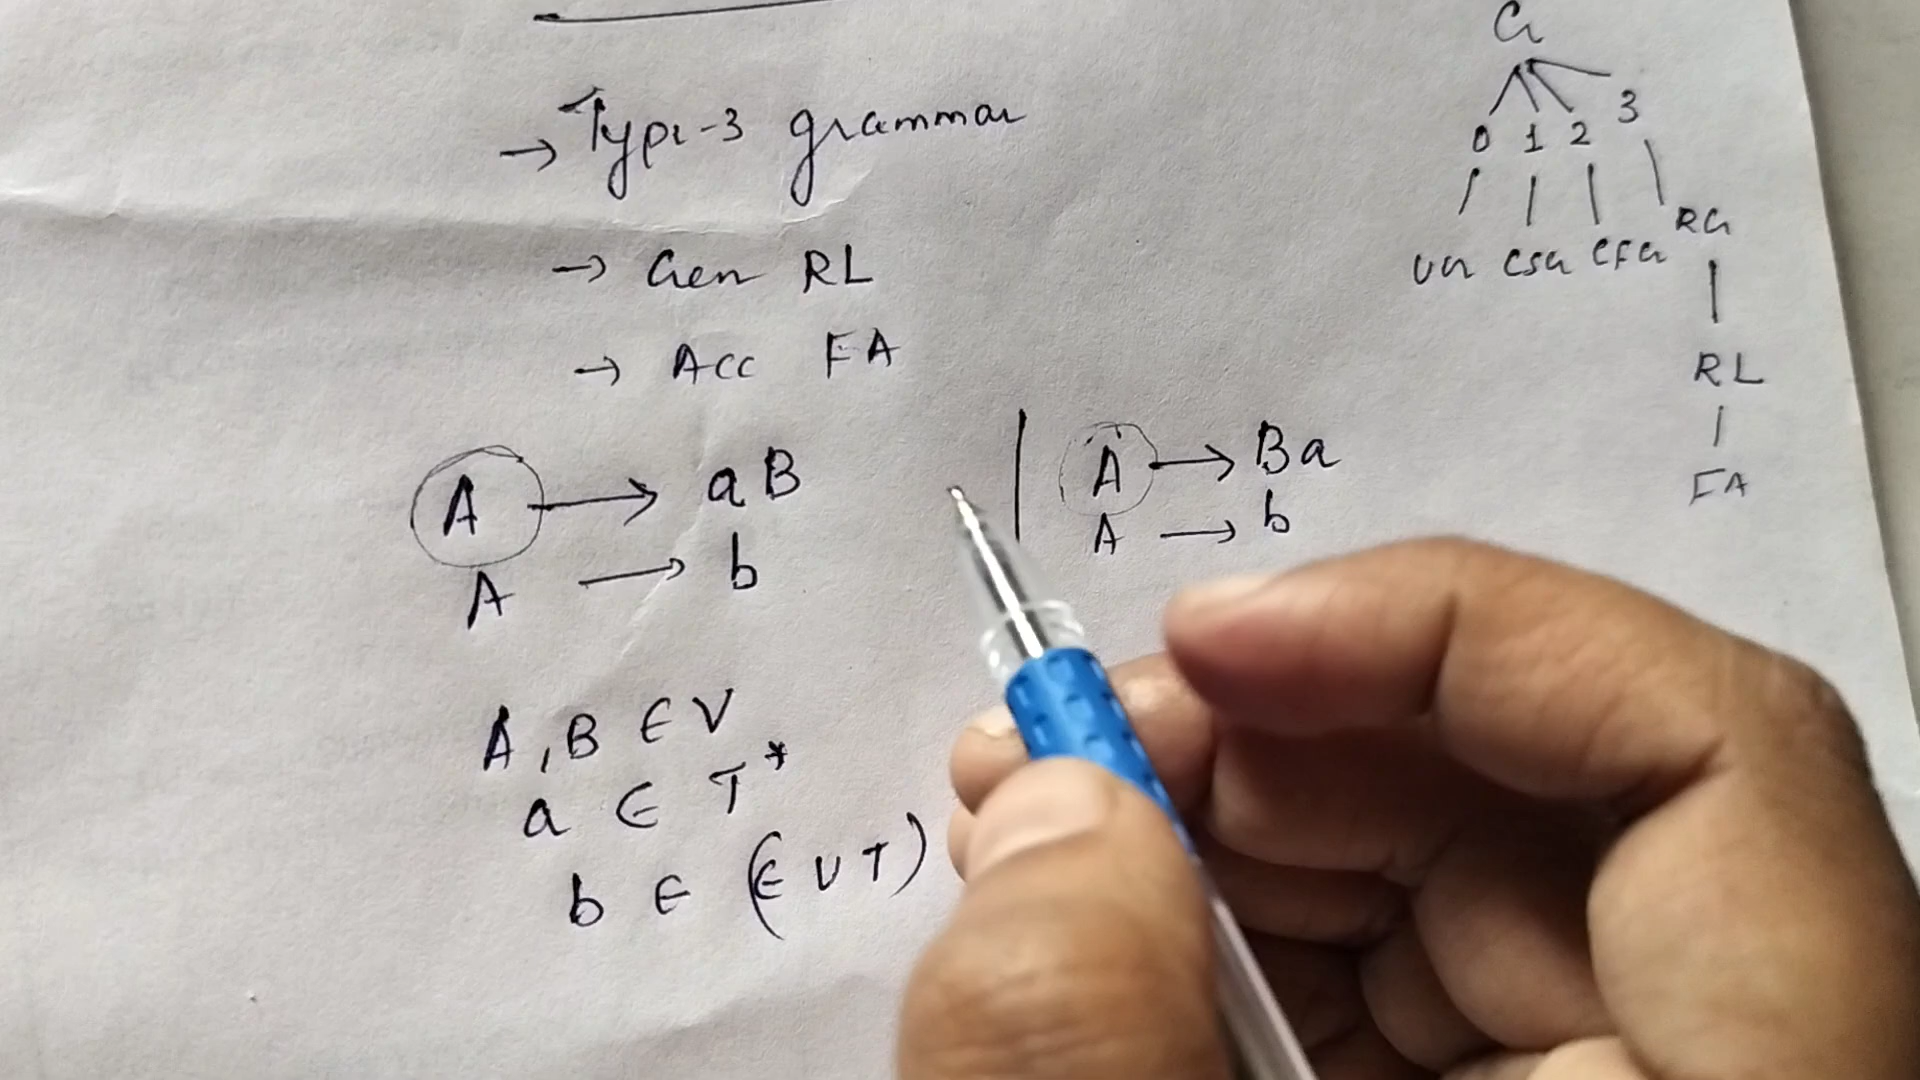 → Type-3 grammar
→ Gen RL
→ Acc FA
A → aB
A → b
A → Ba
A → b
A, B ∈ V
a ∈ T*
b ∈ (∈ ∪ T)
G
0 1 2 3
UG CSG CFG RG
RL
FA